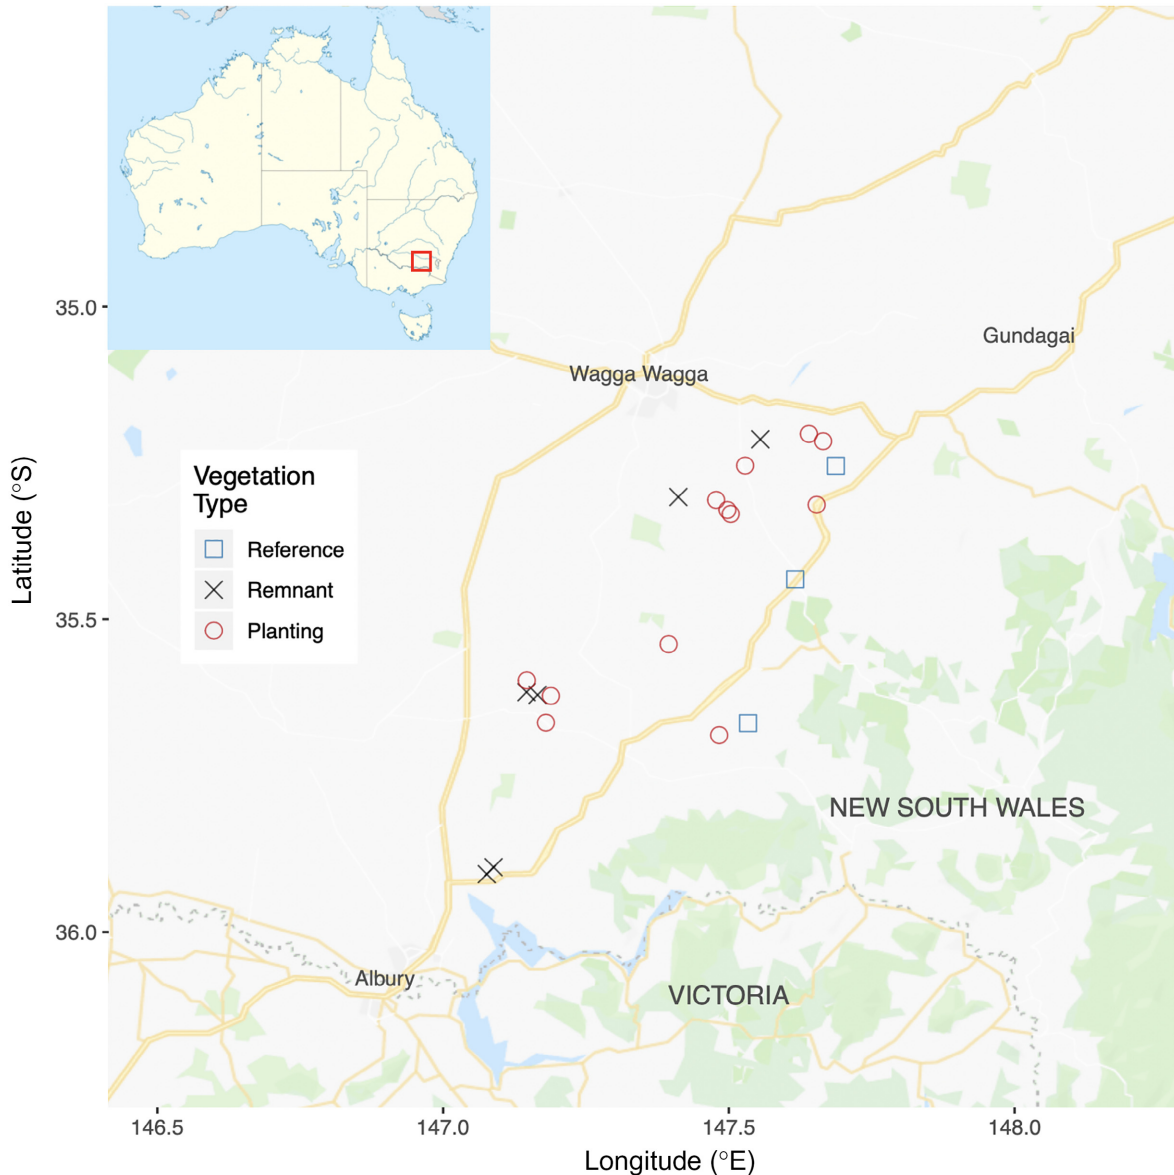 35.0
Gundagai
Wagga Wagga
Vegetation
Type
Reference
Remnant
Planting
Latitude (°S)
35.5
NEW SOUTH WALES
36.0
Albury
VICTORIA
146.5
147.0
147.5
148.0
Longitude (°E)